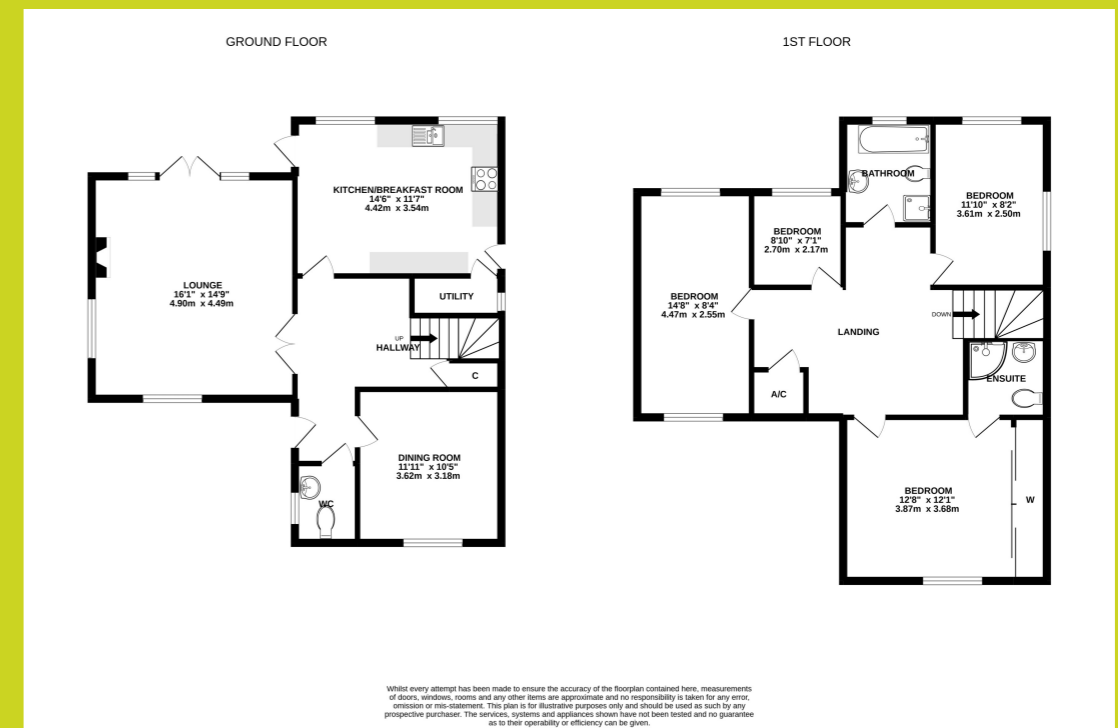 GROUND FLOOR
1ST FLOOR
KITCHEN/BREAKFAST ROOM
14'6" x 11'7"
4.42m x 3.54m
LOUNGE
16'1" x 14'9"
4.90m x 4.49m
UTILITY
UP
HALLWAY
C
DINING ROOM
11'11" x 10'5"
3.62m x 3.18m
WC
BATHROOM
BEDROOM
11'10" x 8'2"
3.61m x 2.50m
BEDROOM
8'10" x 7'1"
2.70m x 2.17m
BEDROOM
14'8" x 8'4"
4.47m x 2.55m
DOWN
LANDING
ENSUITE
A/C
BEDROOM
12'8" x 12'1"
3.87m x 3.68m
W
Whilst every attempt has been made to ensure the accuracy of the floorplan contained here, measurements
of doors, windows, rooms and any other items are approximate and no responsibility is taken for any error,
omission or mis-statement. This plan is for illustrative purposes only and should be used as such by any
prospective purchaser. The services, systems and appliances shown have not been tested and no guarantee
as to their operability or efficiency can be given.